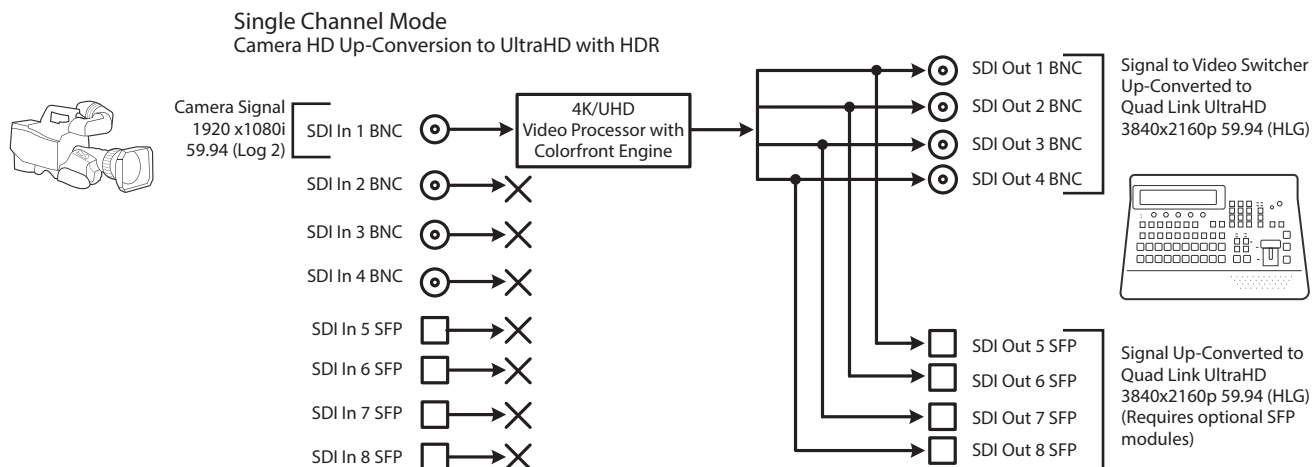 Single Channel Mode
Camera HD Up-Conversion to UltraHD with HDR
Camera Signal
1920 x1080i
59.94 (Log 2)
SDI In 1 BNC
SDI In 2 BNC
SDI In 3 BNC
SDI In 4 BNC
SDI In 5 SFP
SDI In 6 SFP
SDI In 7 SFP
SDI In 8 SFP
4K/UHD
Video Processor with
Colorfront Engine
SDI Out 1 BNC
SDI Out 2 BNC
SDI Out 3 BNC
SDI Out 4 BNC
Signal to Video Switcher
Up-Converted to
Quad Link UltraHD
3840x2160p 59.94 (HLG)
SDI Out 5 SFP
SDI Out 6 SFP
SDI Out 7 SFP
SDI Out 8 SFP
Signal Up-Converted to
Quad Link UltraHD
3840x2160p 59.94 (HLG)
(Requires optional SFP
modules)